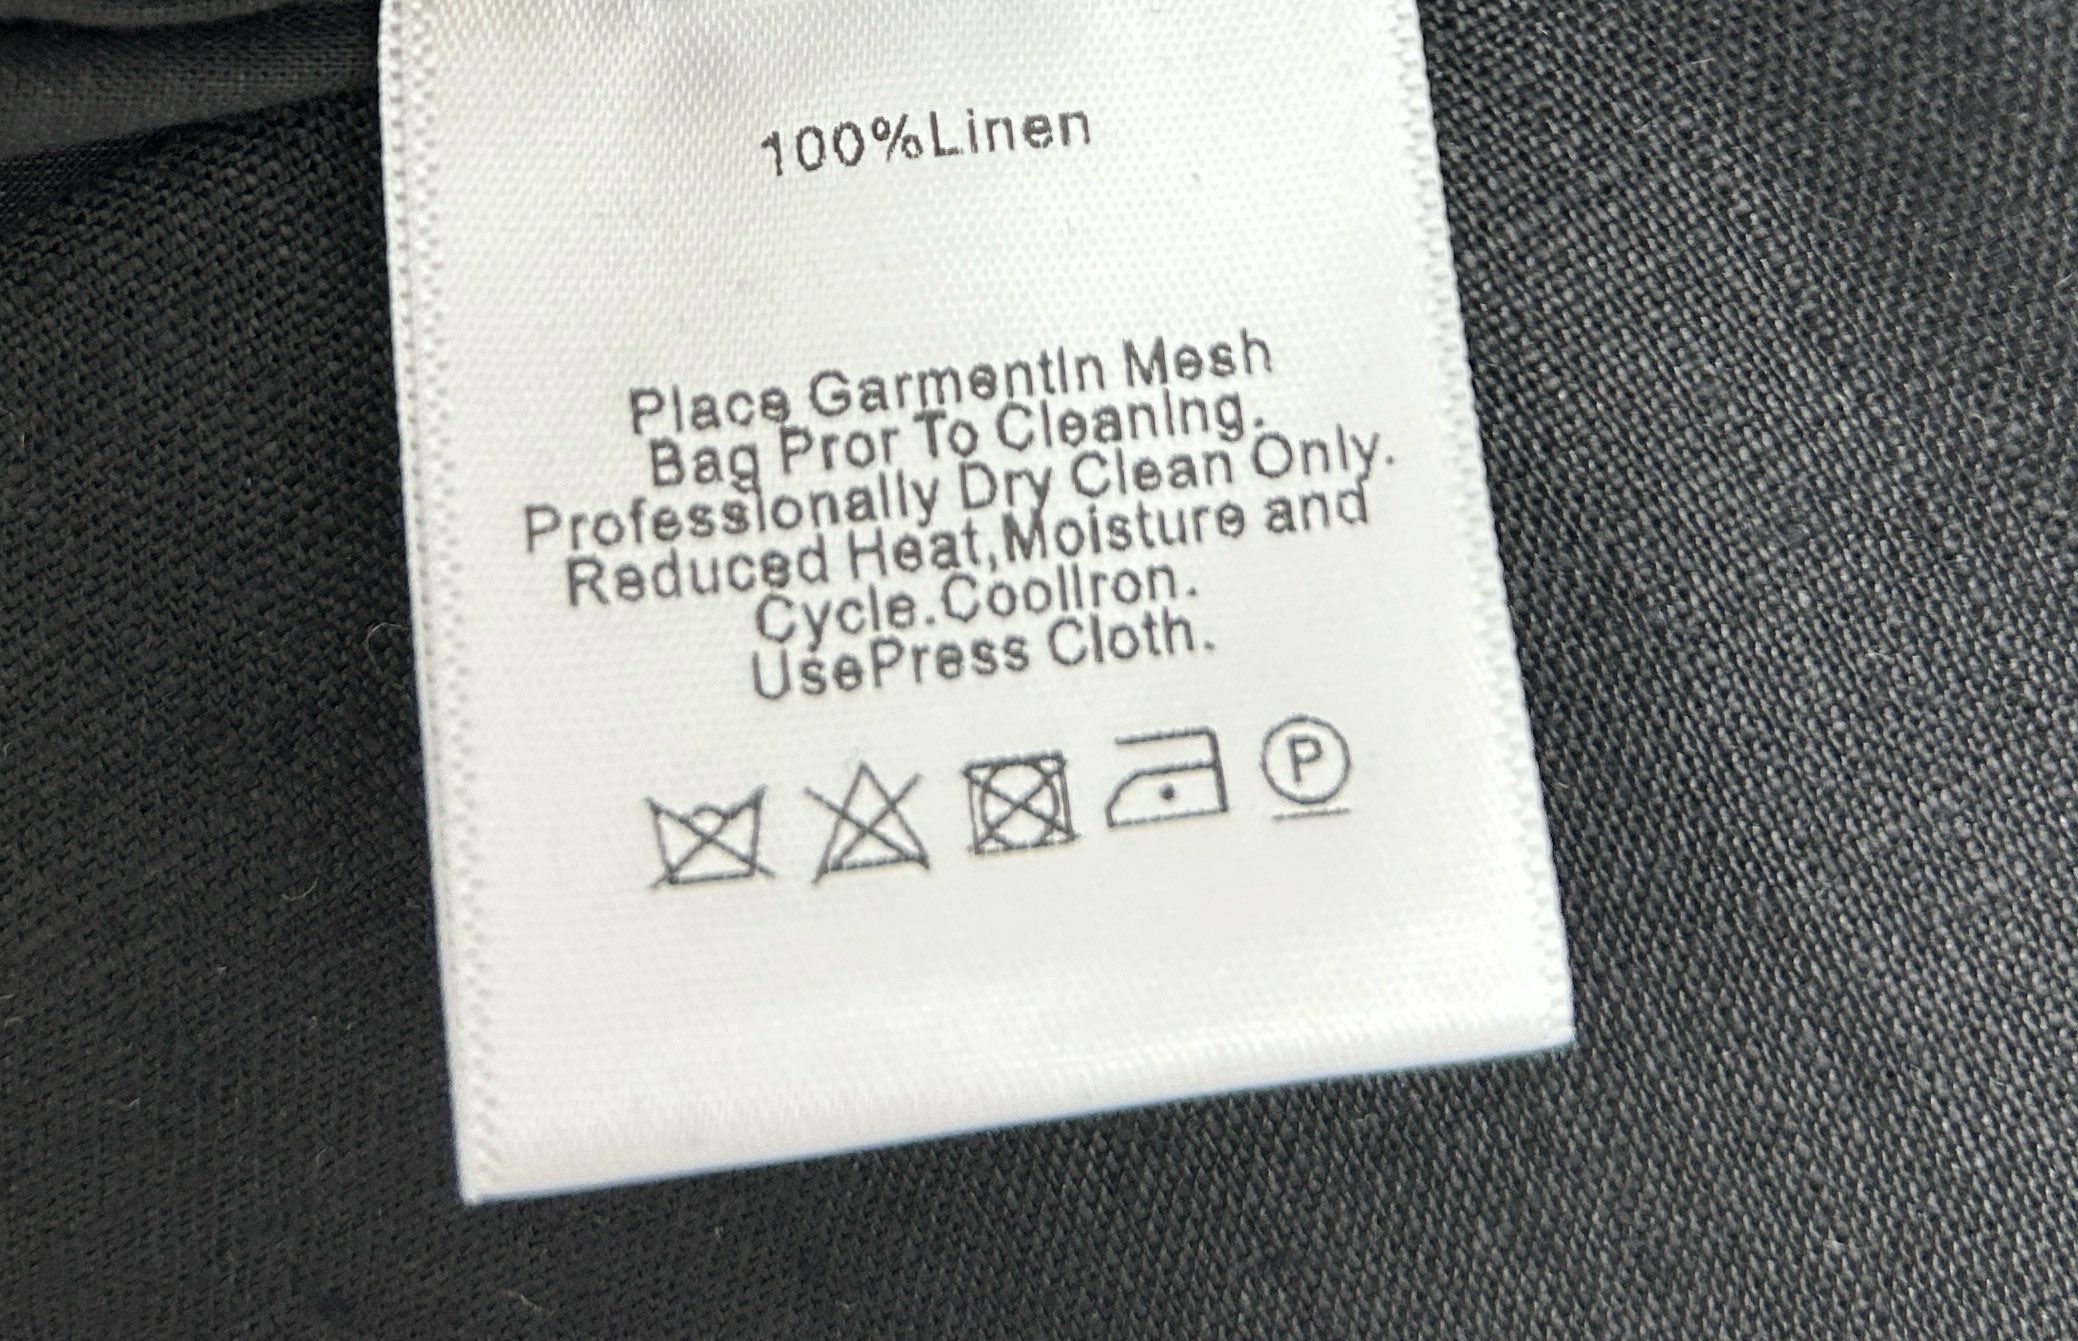 100%Linen
Place GarmentIn Mesh
Bag Pror To CleanIng.
Professionally Dry Clean Only.
Reduced Heat,Moisture and
Cycle.CoolIron.
UsePress Cloth.
P